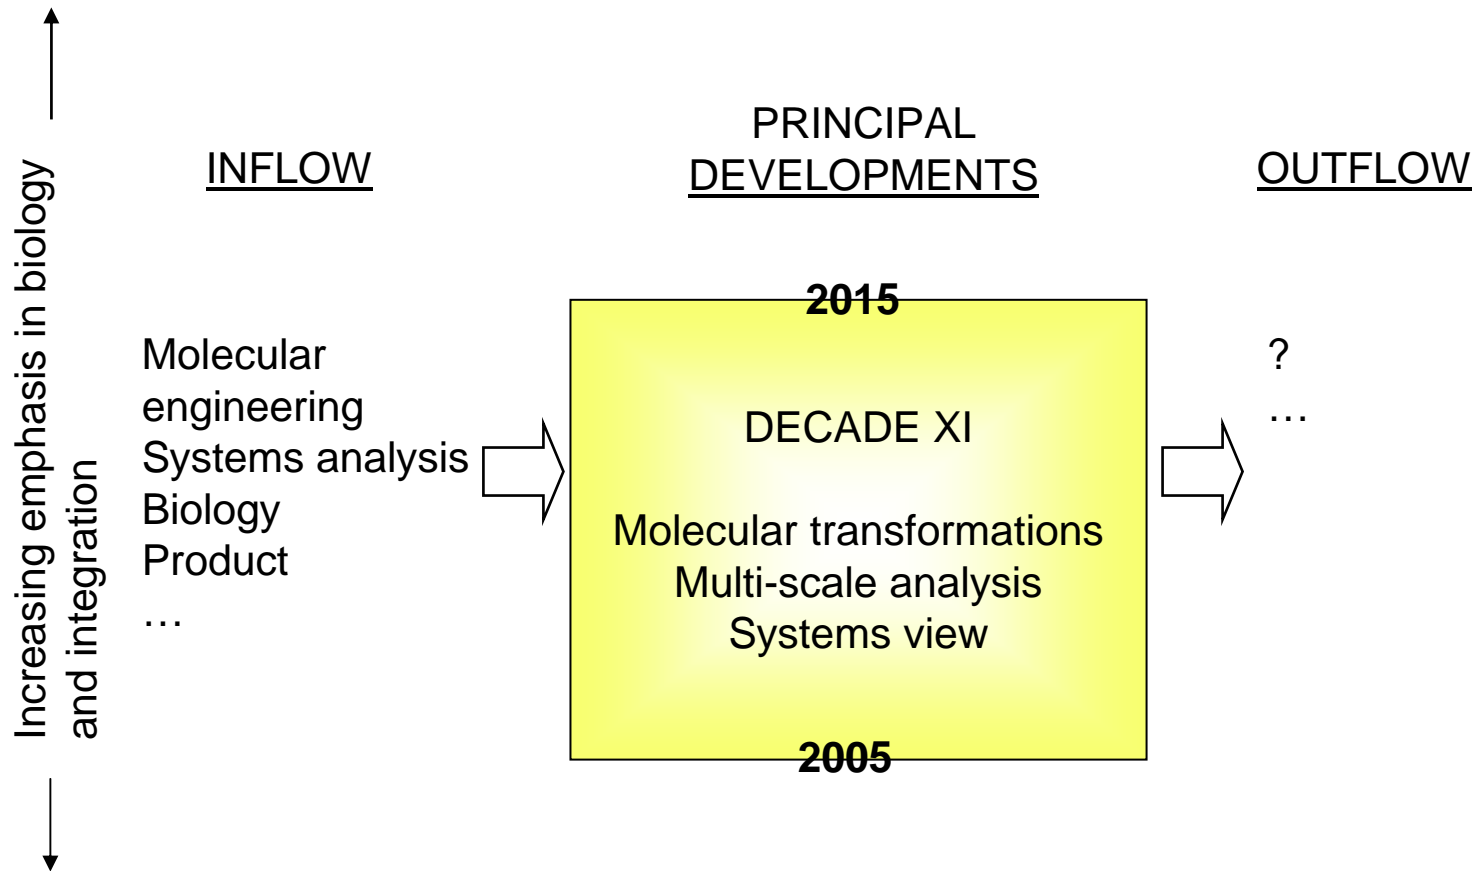 Increasing emphasis in biology
and integration
INFLOW
PRINCIPAL
DEVELOPMENTS
OUTFLOW
Molecular
engineering
Systems analysis
Biology
Product
…
2015
DECADE XI
Molecular transformations
Multi-scale analysis
Systems view
2005
?
…